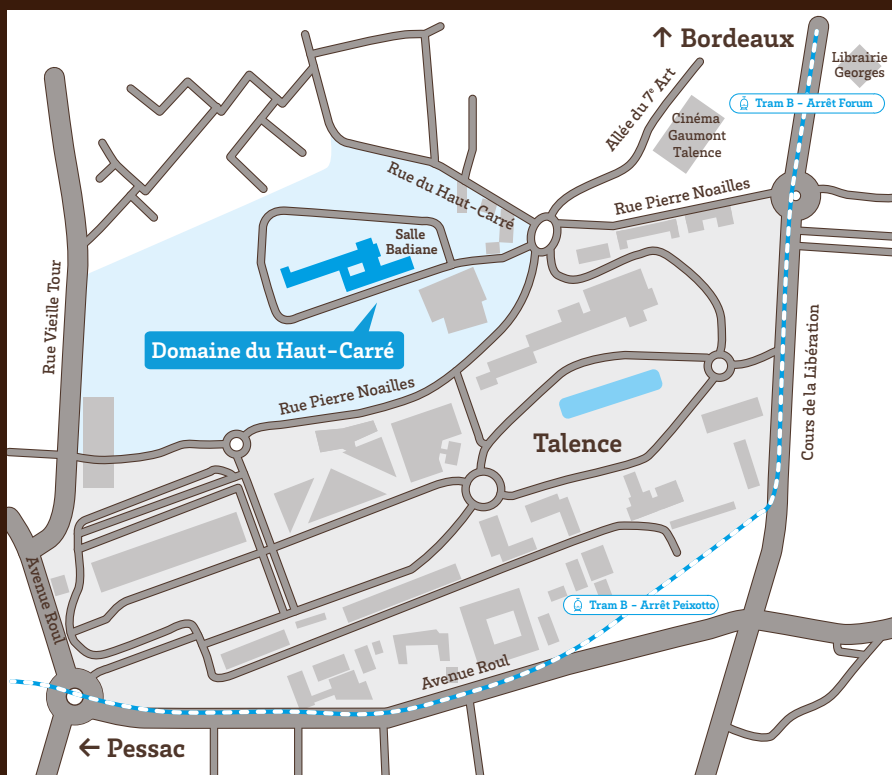 ↑ Bordeaux
Librairie
Georges
Tram B - Arrêt Forum
Allée du 7e Art
Cinéma
Gaumont
Talence
Rue du Haut-Carré
Rue Pierre Noailles
Salle
Badiane
Rue Vieille Tour
Domaine du Haut-Carré
Cours de la Libération
Rue Pierre Noailles
Talence
Avenue Roul
Tram B - Arrêt Peixotto
Avenue Roul
← Pessac